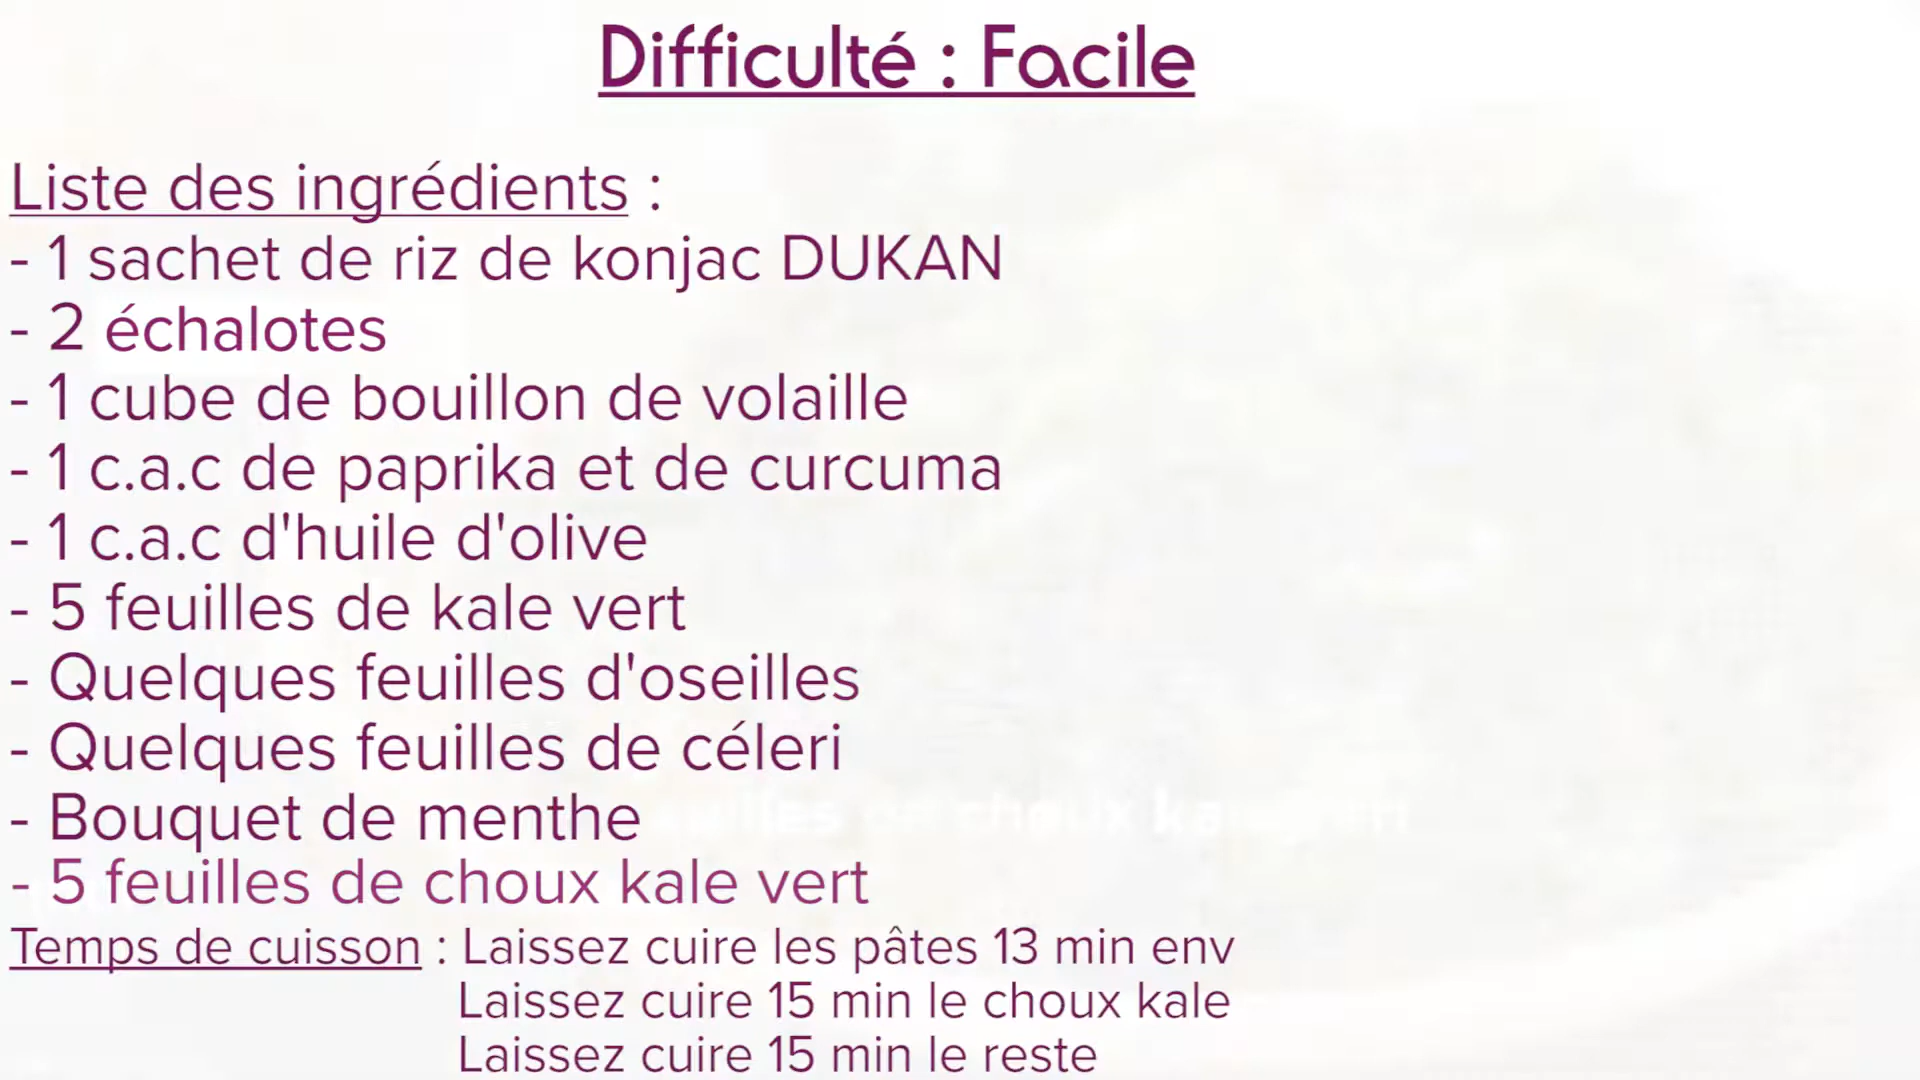 Difficulté : Facile
Liste des ingrédients :
- 1 sachet de riz de konjac DUKAN
- 2 échalotes
- 1 cube de bouillon de volaille
- 1 c.a.c de paprika et de curcuma
- 1 c.a.c d'huile d'olive
- 5 feuilles de kale vert
- Quelques feuilles d'oseilles
- Quelques feuilles de céleri
- Bouquet de menthe
- 5 feuilles de choux kale vert
Temps de cuisson : Laissez cuire les pâtes 13 min env
Laissez cuire 15 min le choux kale
Laissez cuire 15 min le reste